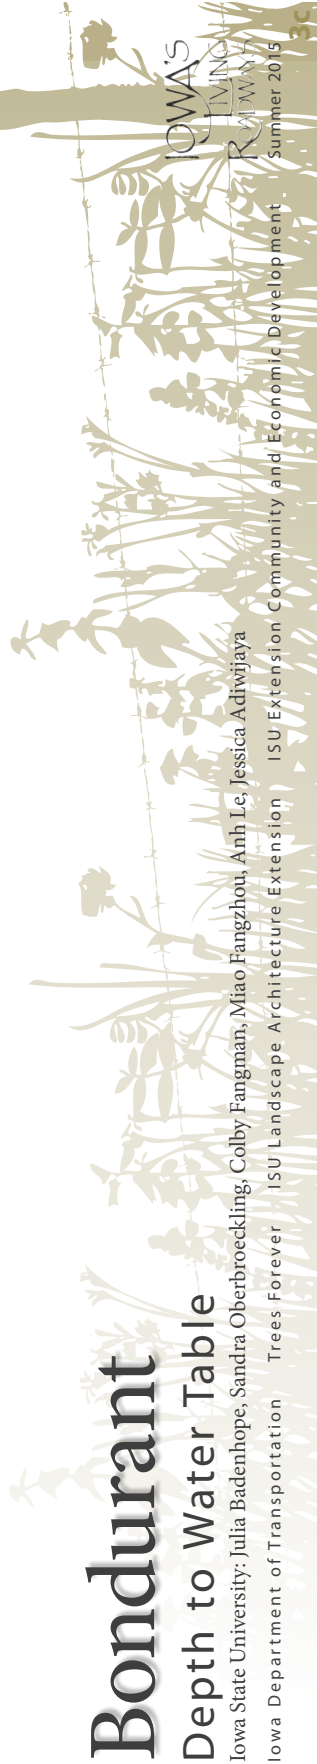 Bondurant
Depth to Water Table
Iowa State University: Julia Badenhope, Sandra Oberbroeckling, Colby Fangman, Miao Fangzhou, Anh Le, Jessica Adiwijaya
Iowa Department of Transportation Trees Forever ISU Landscape Architecture Extension ISU Extension Community and Economic Development Summer 2015
IOWA'S
LIVING
ROADWAYS
3c